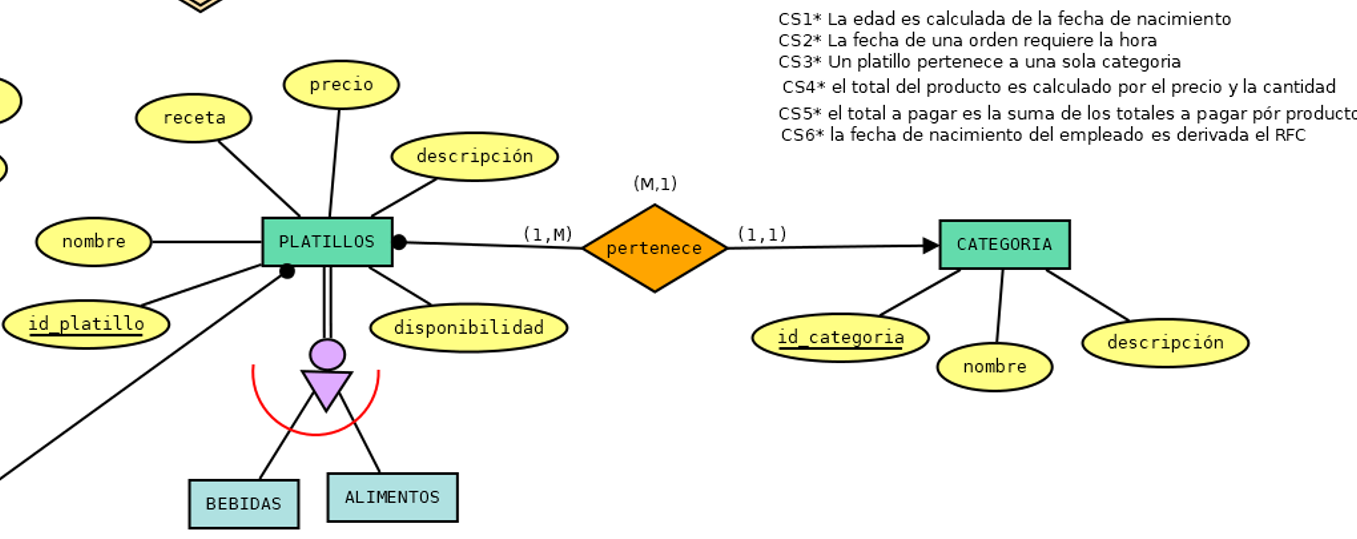 CS1* La edad es calculada de la fecha de nacimiento
CS2* La fecha de una orden requiere la hora
CS3* Un platillo pertenece a una sola categoria
CS4* el total del producto es calculado por el precio y la cantidad
CS5* el total a pagar es la suma de los totales a pagar pór producto
CS6* la fecha de nacimiento del empleado es derivada el RFC
precio
receta
descripción
(M,1)
nombre
PLATILLOS
(1,M)
pertenece
(1,1)
CATEGORIA
id_platillo
disponibilidad
id_categoria
nombre
descripción
BEBIDAS
ALIMENTOS